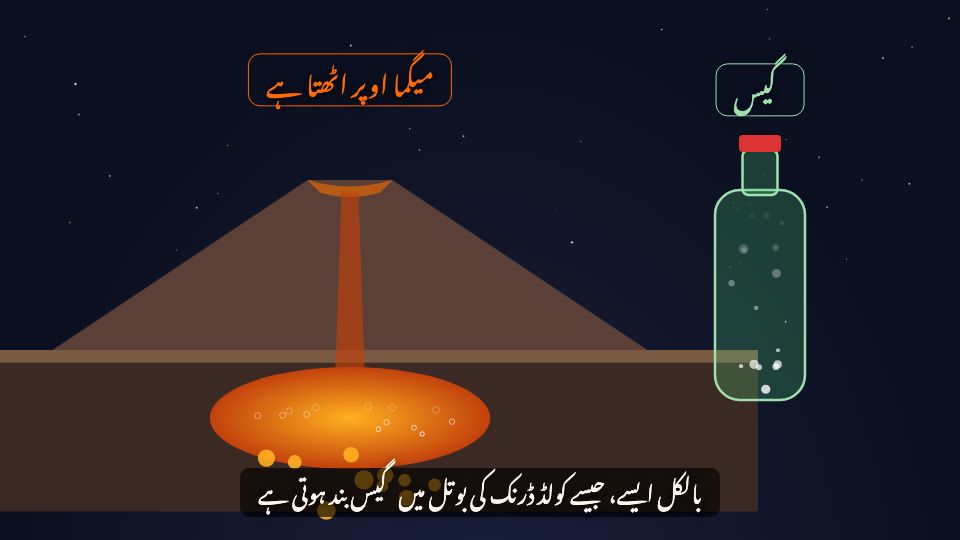 میگما اوپر اٹھتا ہے
گیس
بالکل ایسے، جیسے کولڈ ڈرنک کی بوتل میں گیس بند ہوتی ہے